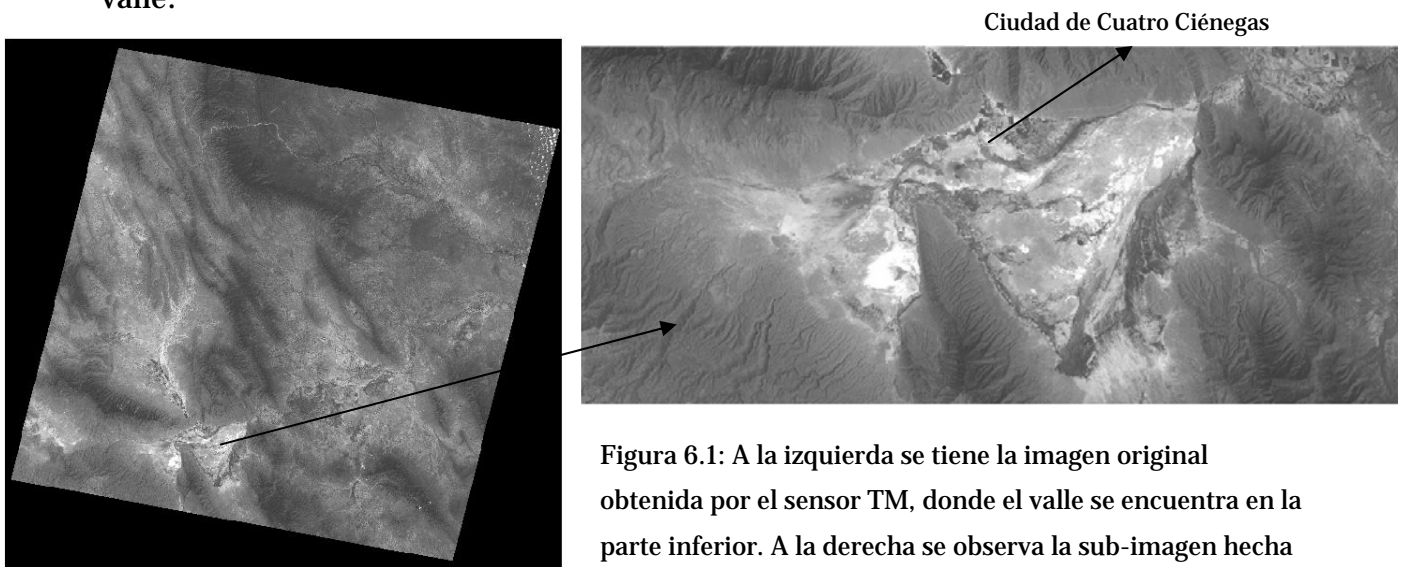 valle.
Ciudad de Cuatro Ciénegas
Figura 6.1: A la izquierda se tiene la imagen original
obtenida por el sensor TM, donde el valle se encuentra en la
parte inferior. A la derecha se observa la sub-imagen hecha